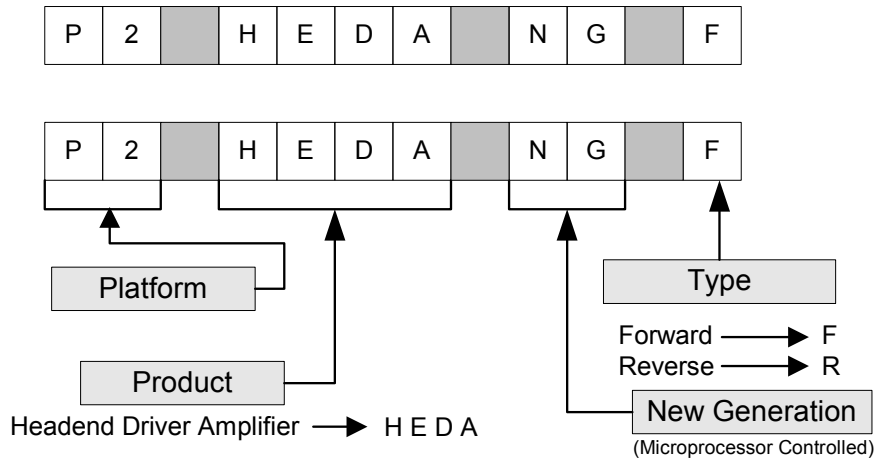 P 2 H E D A N G F
P 2 H E D A N G F
Platform
Type
Forward F
Reverse R
Product
Headend Driver Amplifier H E D A
New Generation
(Microprocessor Controlled)